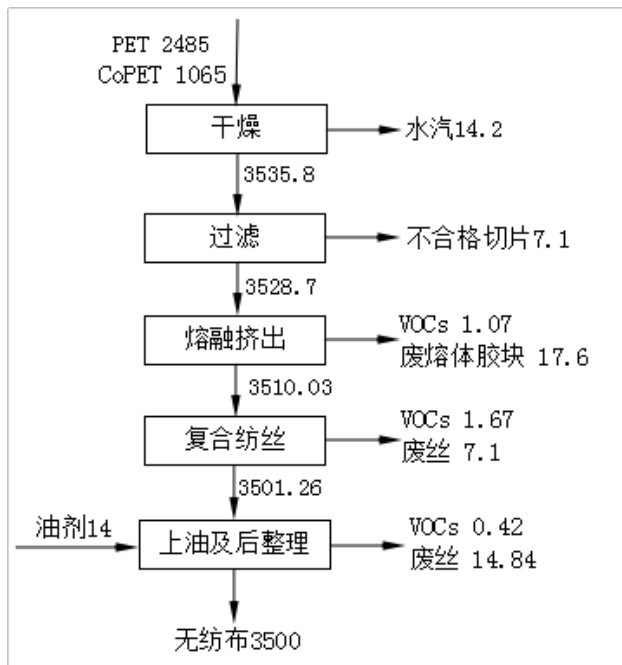 PET 2485
CoPET 1065
干燥
水汽14.2
3535.8
过滤
不合格切片7.1
3528.7
熔融挤出
VOCs 1.07
废熔体胶块 17.6
3510.03
复合纺丝
VOCs 1.67
废丝 7.1
3501.26
油剂14
上油及后整理
VOCs 0.42
废丝 14.84
无纺布3500